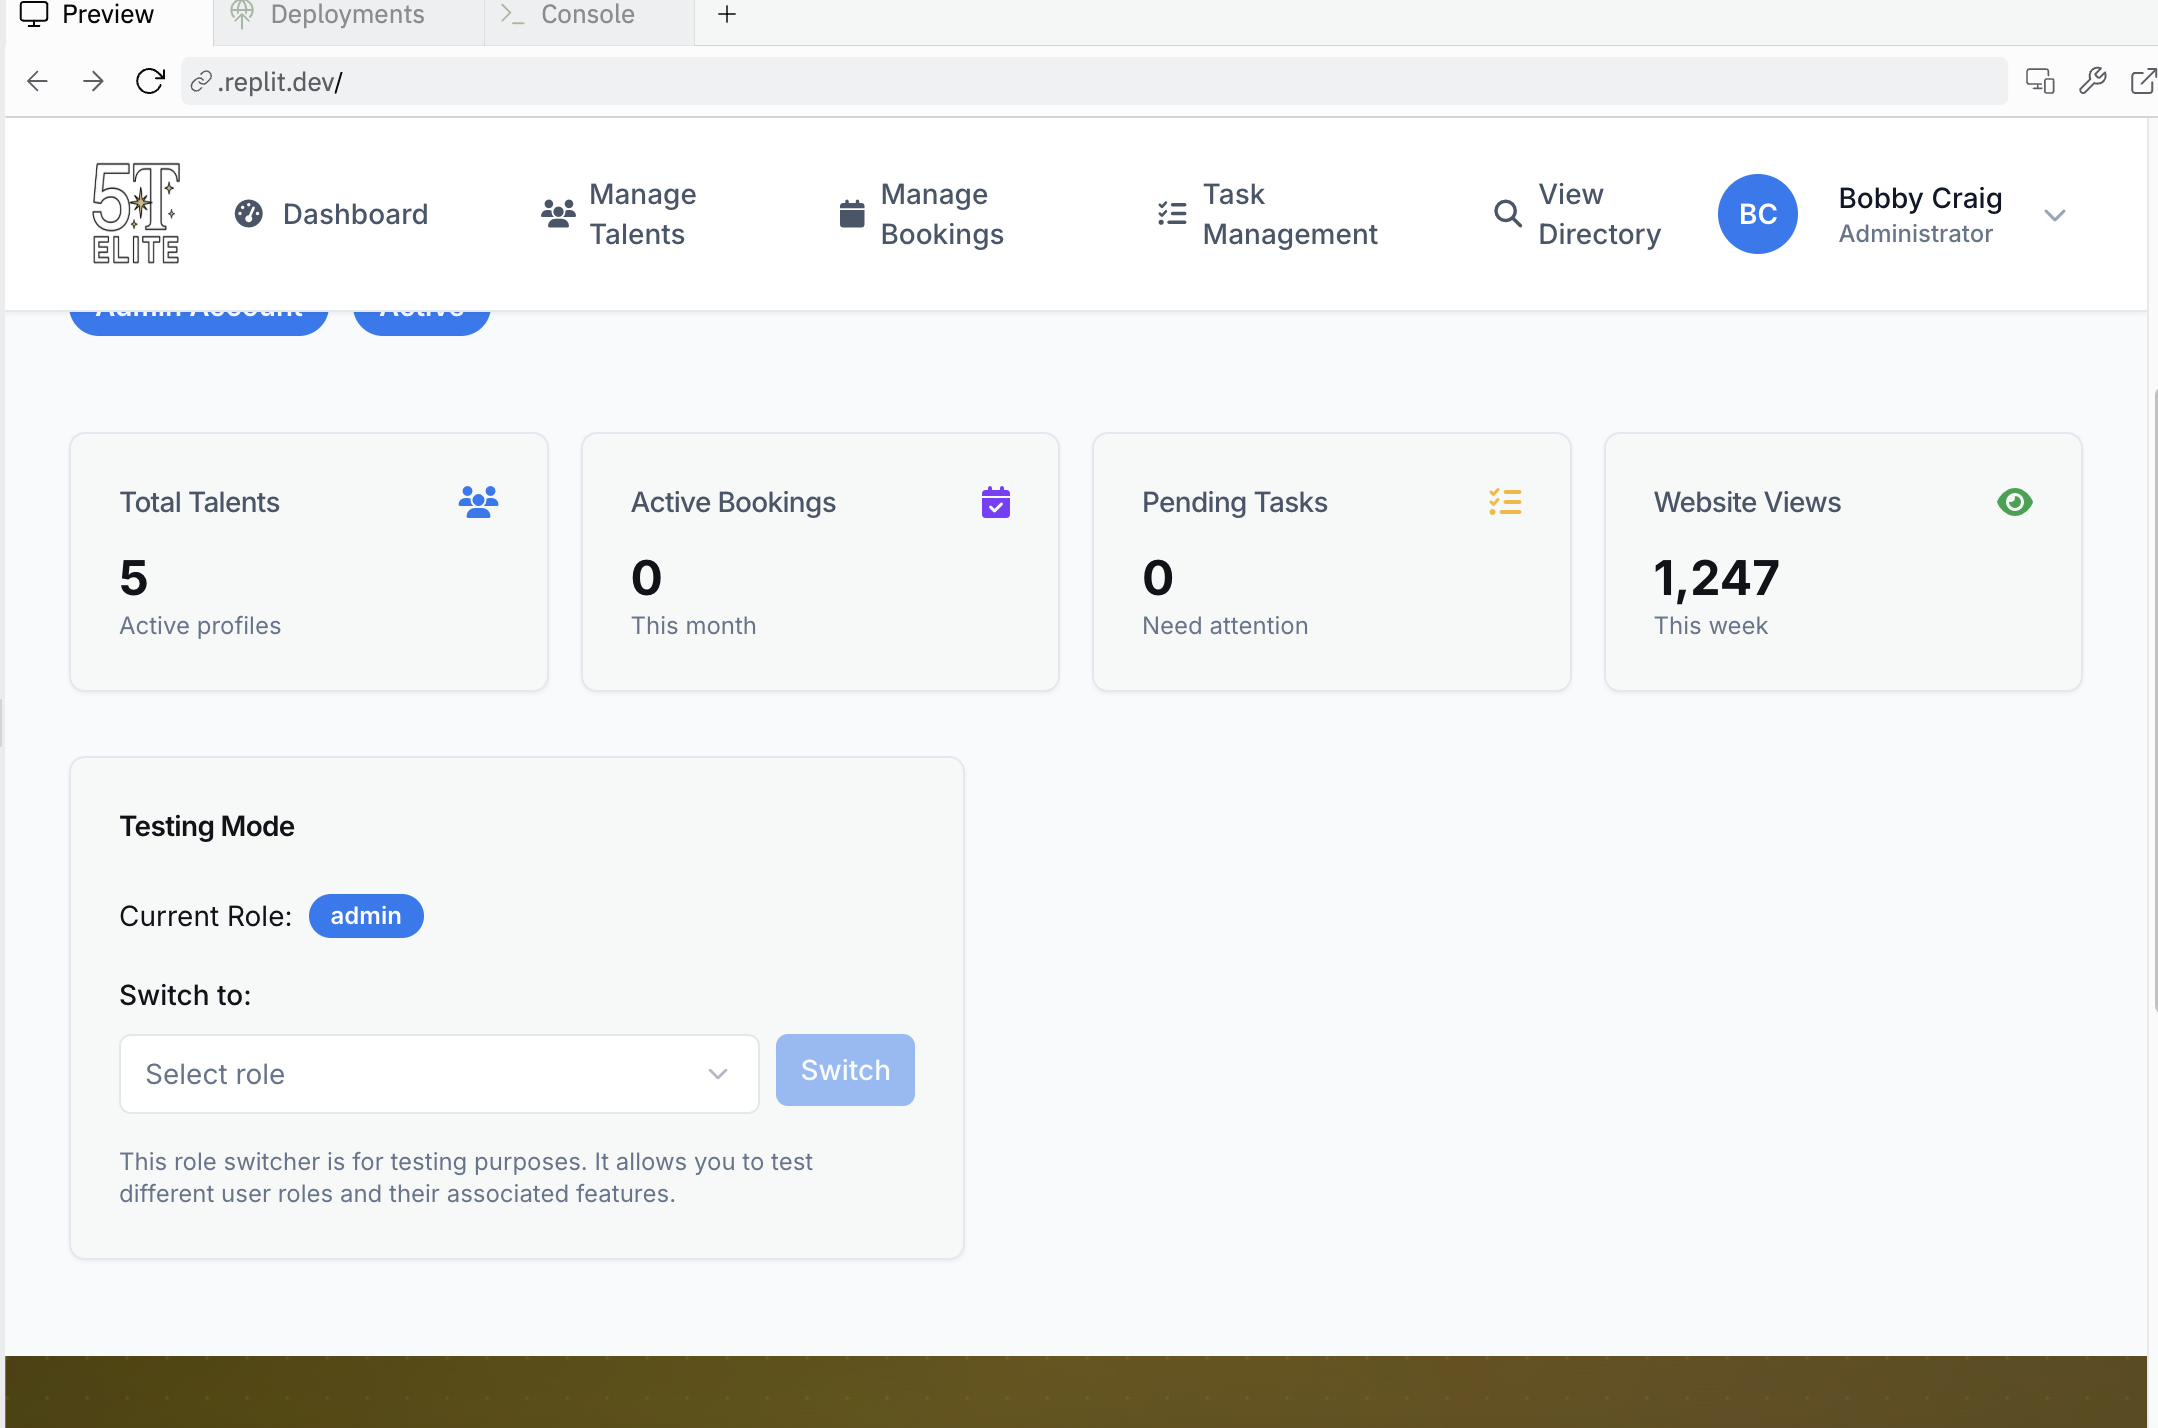 Preview
Deployments
Console
.replit.dev/
5T
ELITE
Dashboard
Manage
Talents
Manage
Bookings
Task
Management
View
Directory
BC
Bobby Craig
Administrator
Admin Account
Active
Total Talents
5
Active profiles
Active Bookings
0
This month
Pending Tasks
0
Need attention
Website Views
1,247
This week
Testing Mode
Current Role: admin
Switch to:
Select role
Switch
This role switcher is for testing purposes. It allows you to test
different user roles and their associated features.